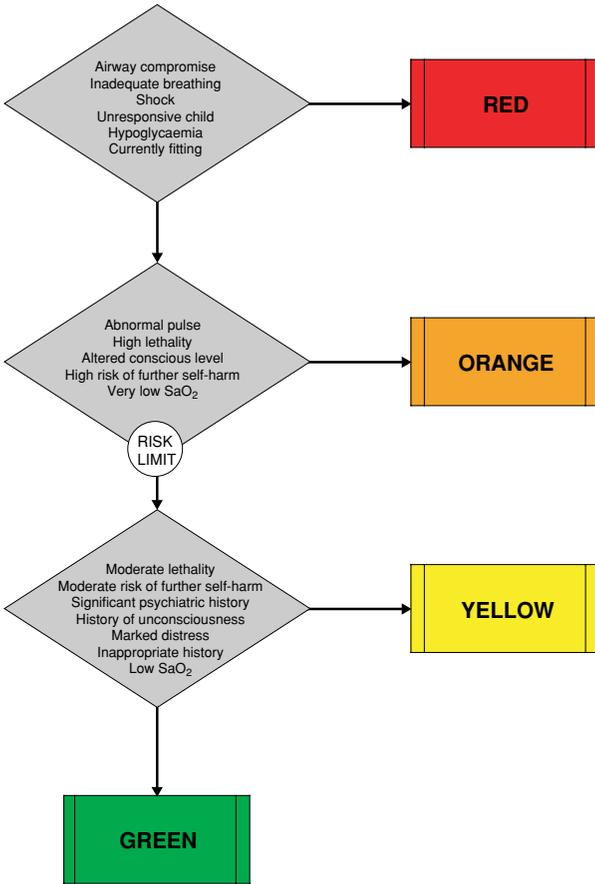 Airway compromise
Inadequate breathing
Shock
Unresponsive child
Hypoglycaemia
Currently fitting
RED
Abnormal pulse
High lethality
Altered conscious level
High risk of further self-harm
Very low SaO₂
ORANGE
RISK
LIMIT
Moderate lethality
Moderate risk of further self-harm
Significant psychiatric history
History of unconsciousness
Marked distress
Inappropriate history
Low SaO₂
YELLOW
GREEN